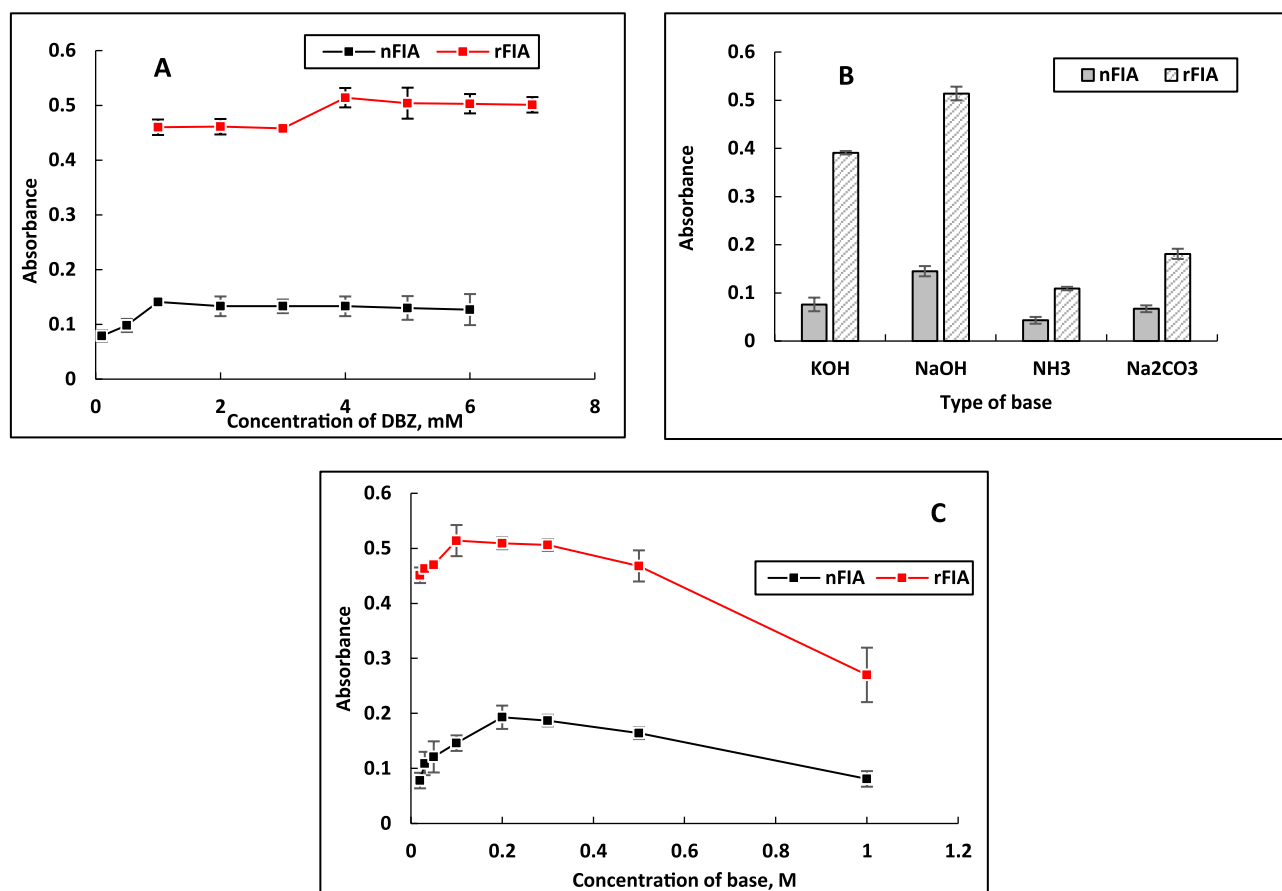 A
nFIA rFIA
Absorbance
0.6
0.5
0.4
0.3
0.2
0.1
0
0 2 4 6 8
Concentration of DBZ, mM
B
nFIA rFIA
Absorbance
0.6
0.5
0.4
0.3
0.2
0.1
0
KOH NaOH NH3 Na2CO3
Type of base
C
nFIA rFIA
Absorbance
0.6
0.5
0.4
0.3
0.2
0.1
0
0 0.2 0.4 0.6 0.8 1 1.2
Concentration of base, M